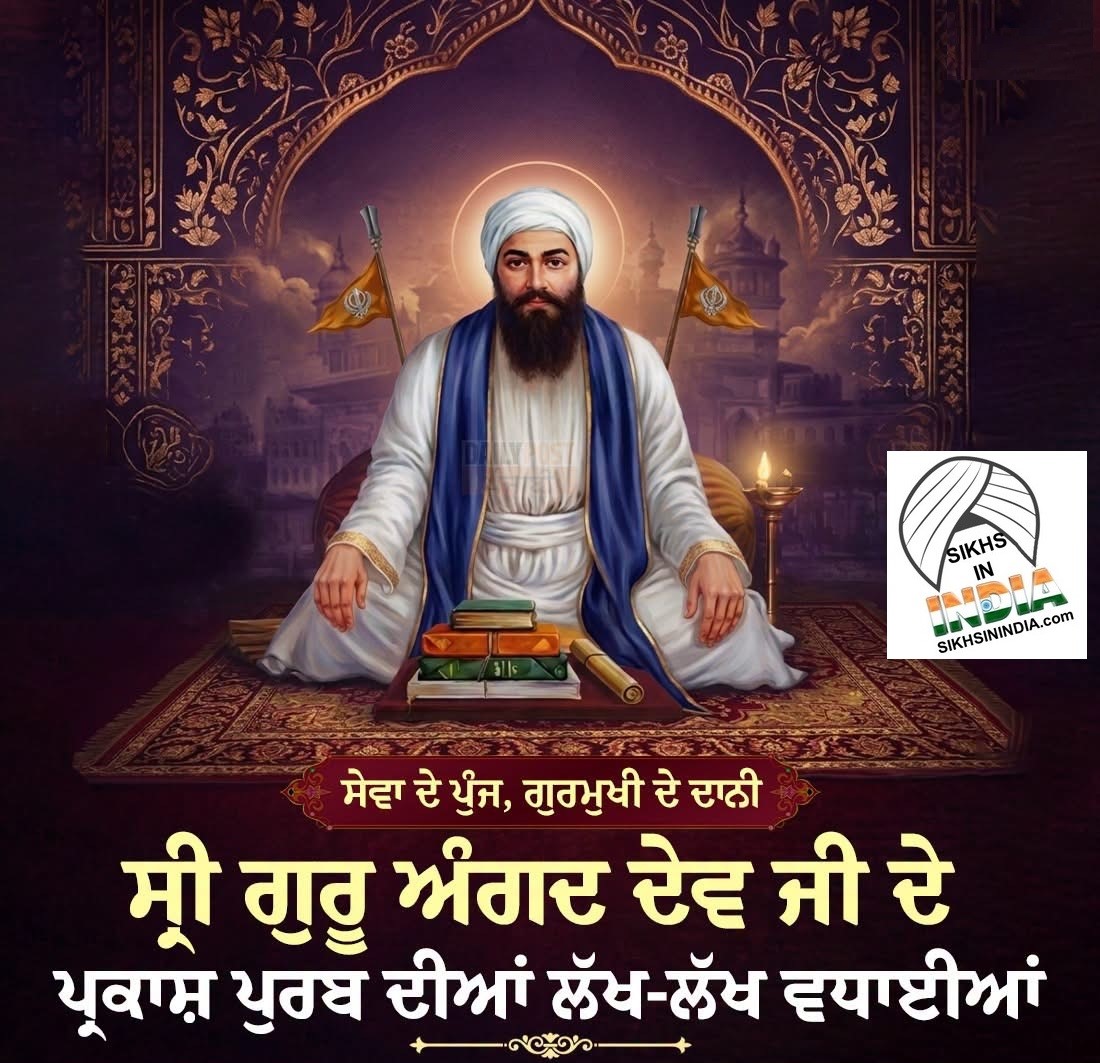 SIKHS
IN
INDIA
SIKHSININDIA.com
ਸੇਵਾ ਦੇ ਪੁੰਜ, ਗੁਰਮੁਖੀ ਦੇ ਦਾਨੀ
ਸ੍ਰੀ ਗੁਰੂ ਅੰਗਦ ਦੇਵ ਜੀ ਦੇ
ਪ੍ਰਕਾਸ਼ ਪੁਰਬ ਦੀਆਂ ਲੱਖ-ਲੱਖ ਵਧਾਈਆਂ